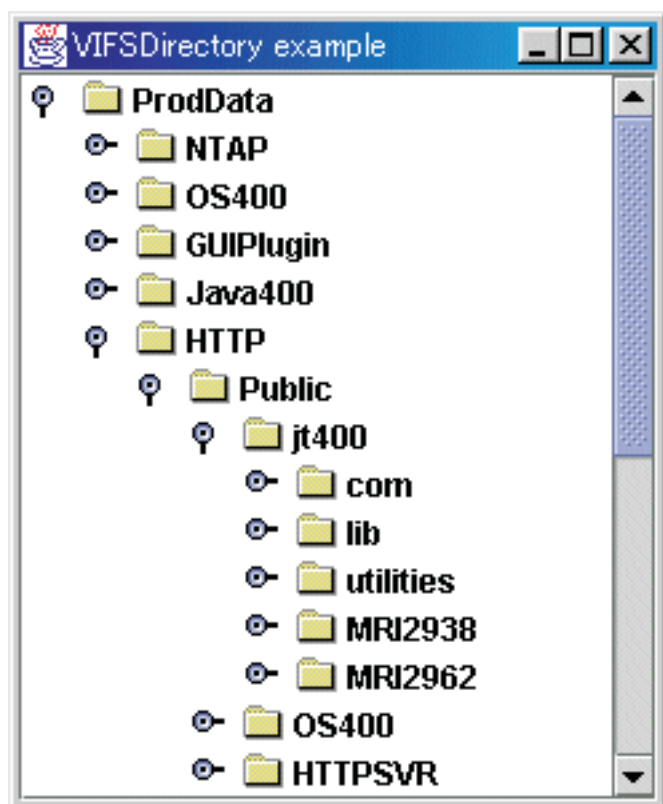 VIFSDirectory example
ProdData
NTAP
OS400
GUIPlugin
Java400
HTTP
Public
jt400
com
lib
utilities
MRI2938
MRI2962
OS400
HTTPSVR